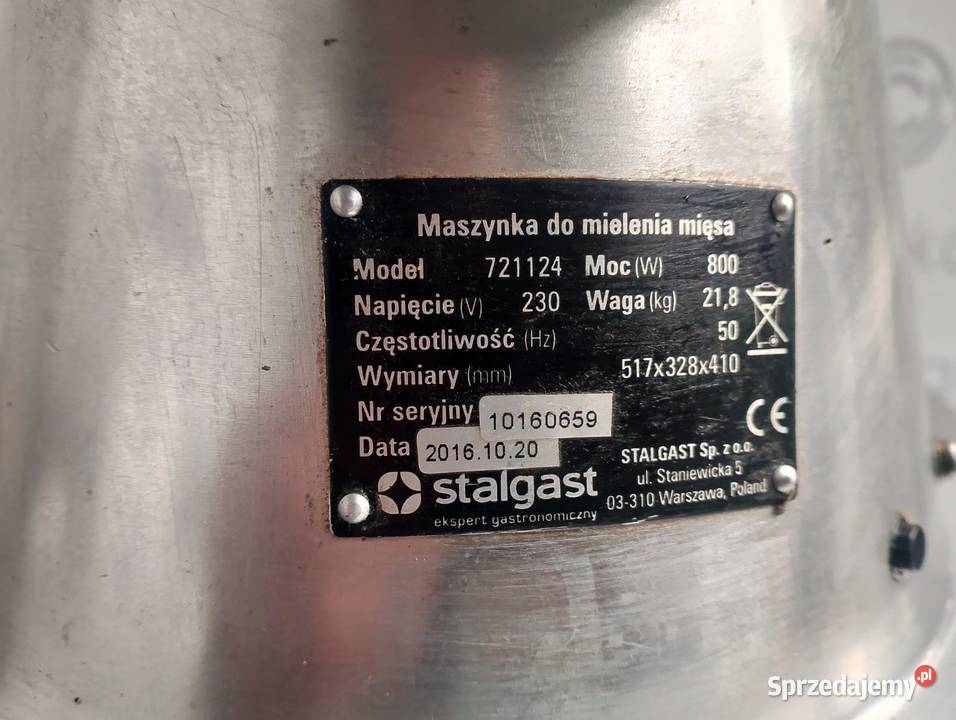 Maszynka do mielenia mięsa
Model 721124 Moc (W) 800
Napięcie (V) 230 Waga (kg) 21,8
Częstotliwość (Hz) 50
Wymiary (mm) 517x328x410
Nr seryjny 10160659
Data 2016.10.20
CE
stalgast
ekspert gastronomiczny
STALGAST Sp. z o.o.
ul. Staniewicka 5
03-310 Warszawa, Poland
Sprzedajemy.pl